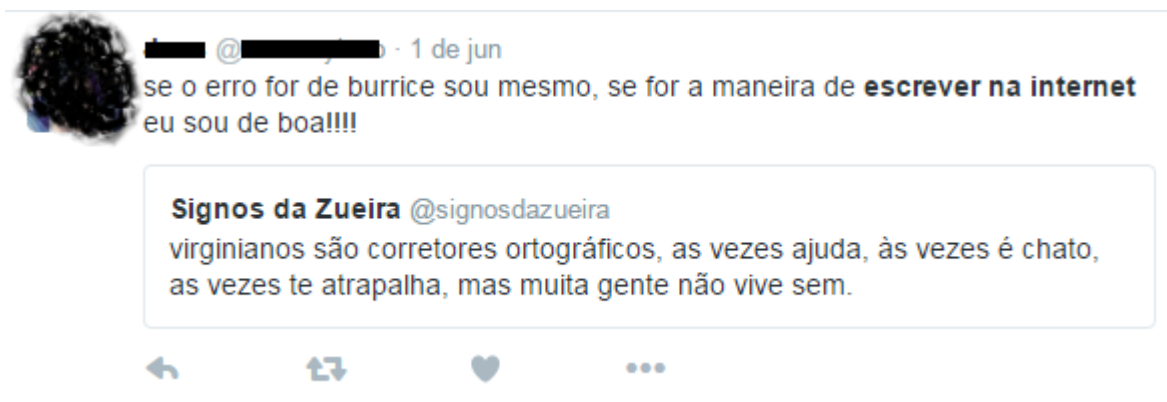 @ · 1 de jun
se o erro for de burrice sou mesmo, se for a maneira de escrever na internet
eu sou de boa!!!!
Signos da Zueira @signosdazueira
virginianos são corretores ortográficos, as vezes ajuda, às vezes é chato,
as vezes te atrapalha, mas muita gente não vive sem.